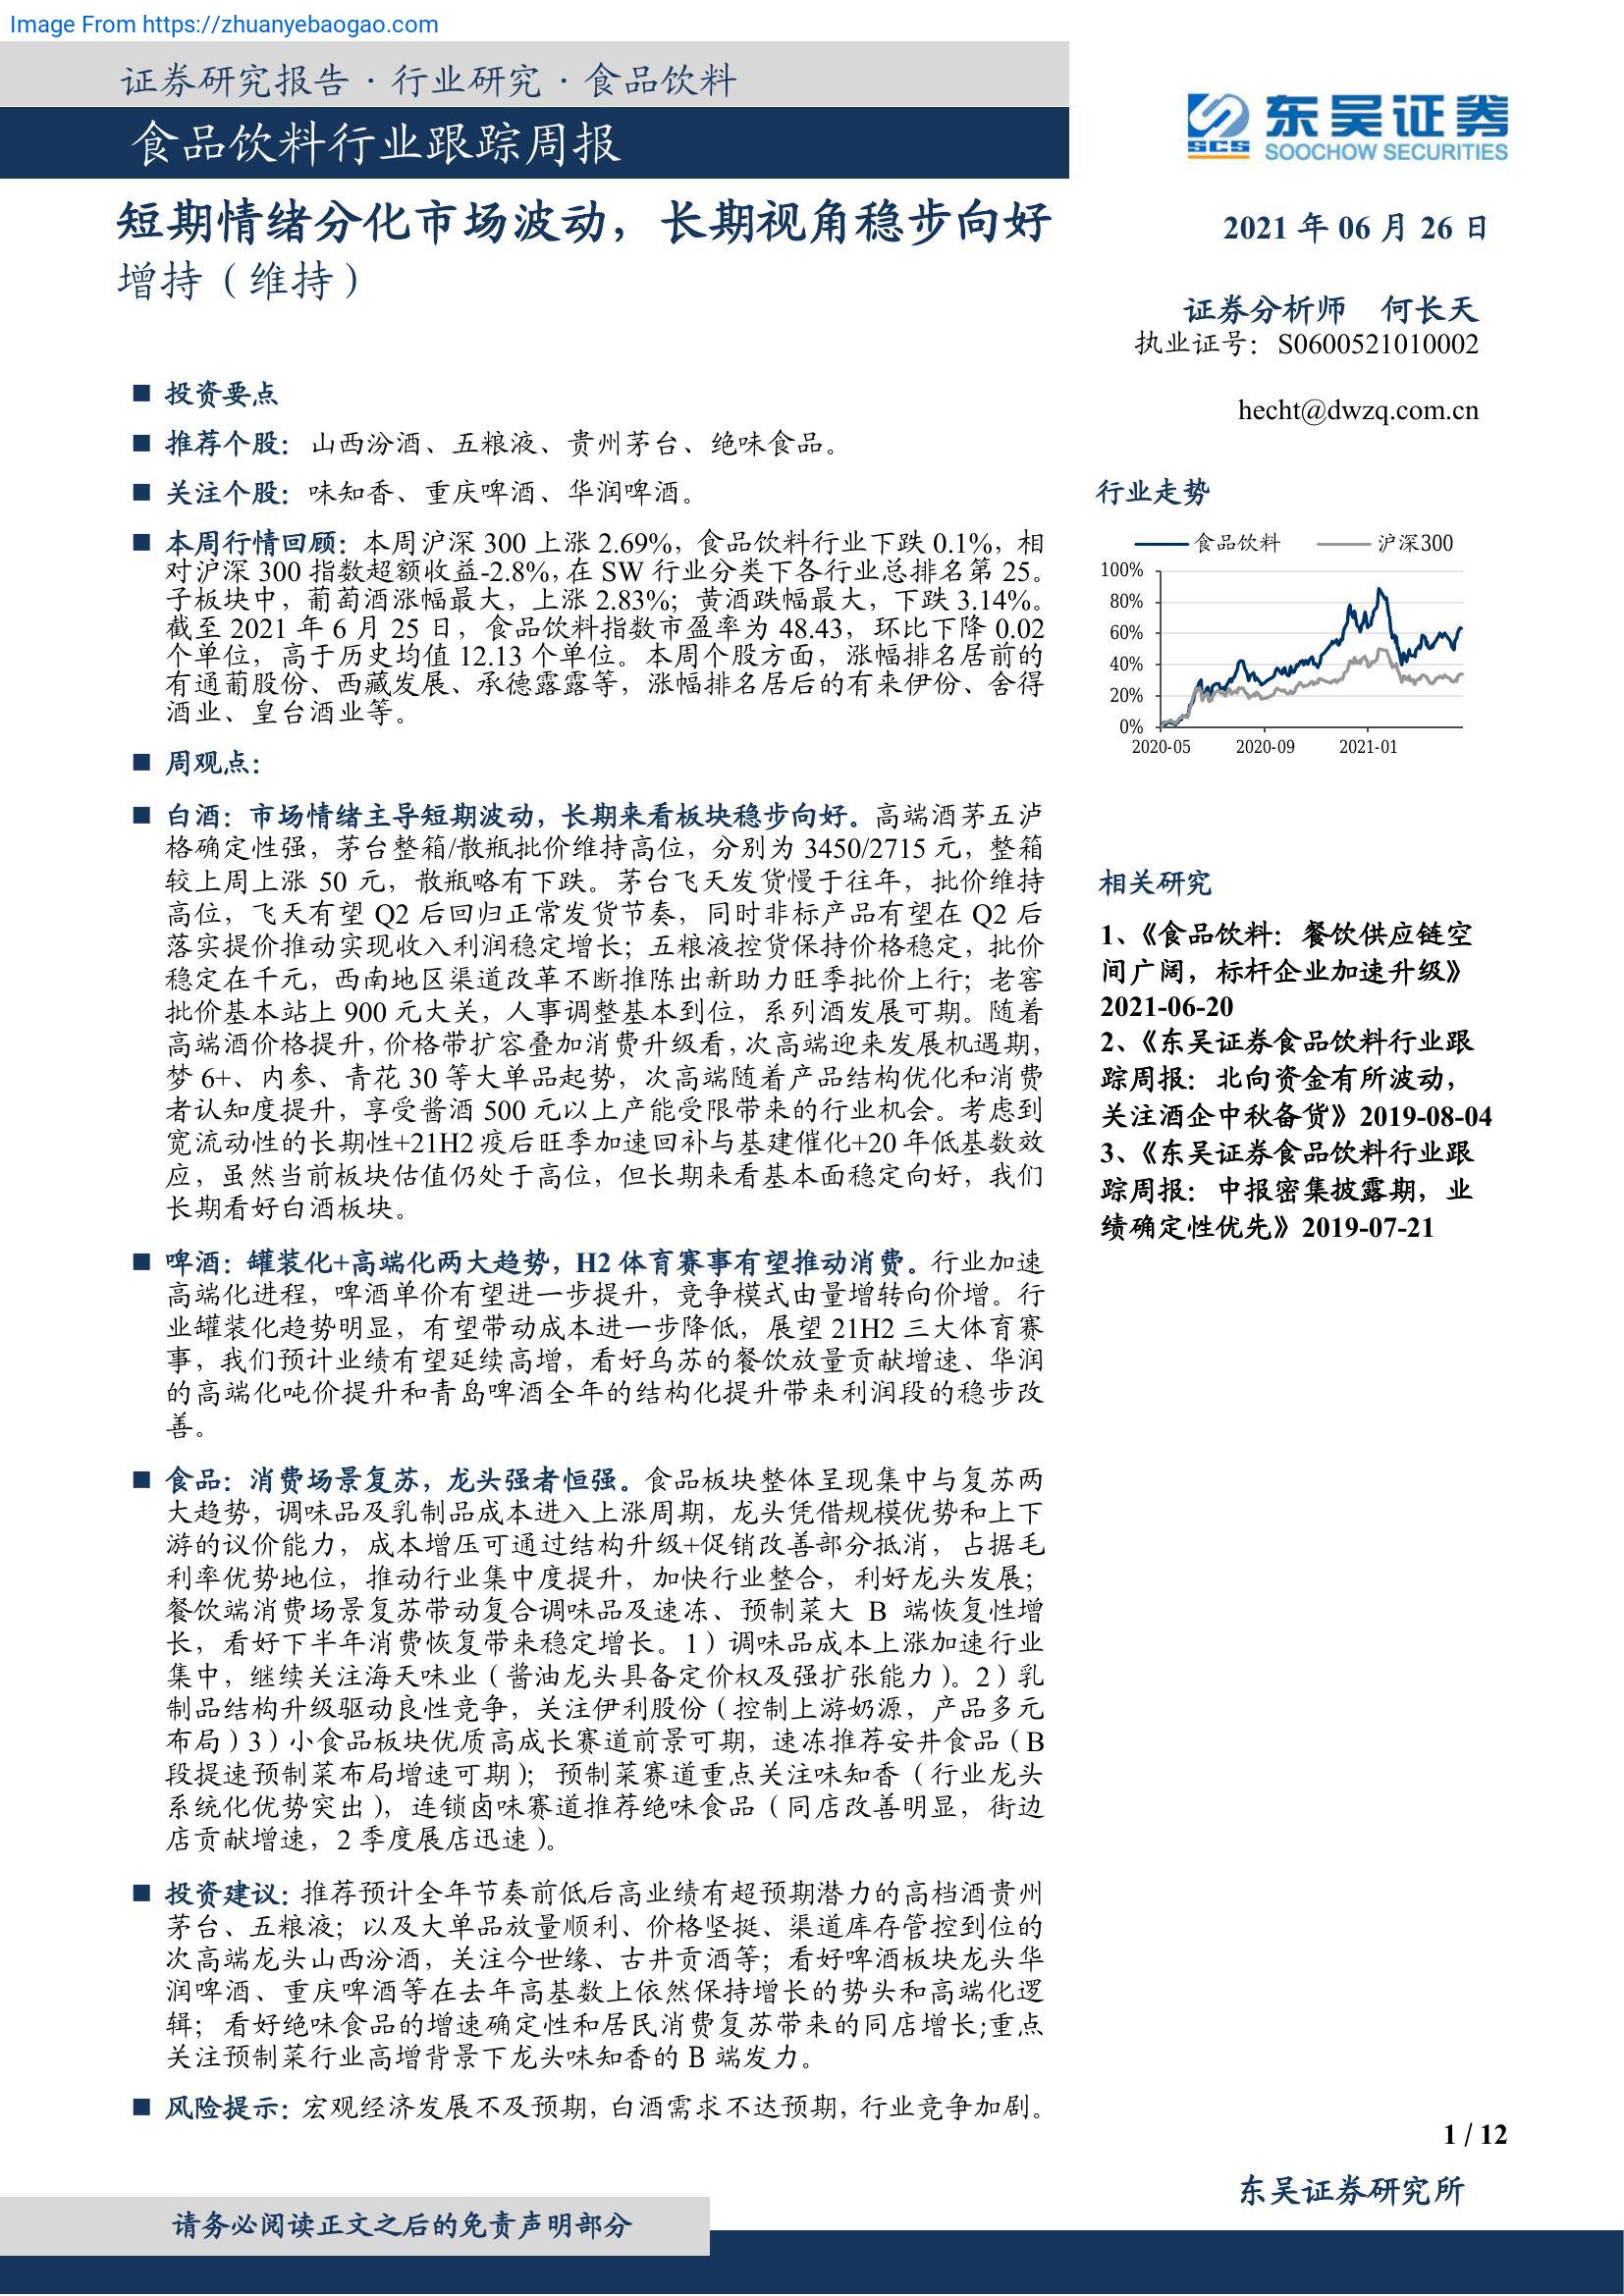 Image From https://zhuanyebaogao.com
证券研究报告·行业研究·食品饮料
食品饮料行业跟踪周报
东吴证券
SCS
SOOCHOW SECURITIES
短期情绪分化市场波动，长期视角稳步向好
增持（维持）
2021 年 06 月 26 日
证券分析师 何长天
执业证号：S0600521010002
hecht@dwzq.com.cn
■ 投资要点
■ 推荐个股：山西汾酒、五粮液、贵州茅台、绝味食品。
■ 关注个股：味知香、重庆啤酒、华润啤酒。
■ 本周行情回顾：本周沪深 300 上涨 2.69%，食品饮料行业下跌 0.1%，相
对沪深 300 指数超额收益-2.8%，在 SW 行业分类下各行业总排名第 25。
子板块中，葡萄酒涨幅最大，上涨 2.83%；黄酒跌幅最大，下跌 3.14%。
截至 2021 年 6 月 25 日，食品饮料指数市盈率为 48.43，环比下降 0.02
个单位，高于历史均值 12.13 个单位。本周个股方面，涨幅排名居前的
有通葡股份、西藏发展、承德露露等，涨幅排名居后的有来伊份、舍得
酒业、皇台酒业等。
■ 周观点：
■ 白酒：市场情绪主导短期波动，长期来看板块稳步向好。高端酒茅五泸
格确定性强，茅台整箱/散瓶批价维持高位，分别为 3450/2715 元，整箱
较上周上涨 50 元，散瓶略有下跌。茅台飞天发货慢于往年，批价维持
高位，飞天有望 Q2 后回归正常发货节奏，同时非标产品有望在 Q2 后
落实提价推动实现收入利润稳定增长；五粮液控货保持价格稳定，批价
稳定在千元，西南地区渠道改革不断推陈出新助力旺季批价上行；老窖
批价基本站上 900 元大关，人事调整基本到位，系列酒发展可期。随着
高端酒价格提升，价格带扩容叠加消费升级看，次高端迎来发展机遇期，
梦 6+、内参、青花 30 等大单品起势，次高端随着产品结构优化和消费
者认知度提升，享受酱酒 500 元以上产能受限带来的行业机会。考虑到
宽流动性的长期性+21H2 疫后旺季加速回补与基建催化+20 年低基数效
应，虽然当前板块估值仍处于高位，但长期来看基本面稳定向好，我们
长期看好白酒板块。
■ 啤酒：罐装化+高端化两大趋势，H2 体育赛事有望推动消费。行业加速
高端化进程，啤酒单价有望进一步提升，竞争模式由量增转向价增。行
业罐装化趋势明显，有望带动成本进一步降低，展望 21H2 三大体育赛
事，我们预计业绩有望延续高增，看好乌苏的餐饮放量贡献增速、华润
的高端化吨价提升和青岛啤酒全年的结构化提升带来利润段的稳步改
善。
■ 食品：消费场景复苏，龙头强者恒强。食品板块整体呈现集中与复苏两
大趋势，调味品及乳制品成本进入上涨周期，龙头凭借规模优势和上下
游的议价能力，成本增压可通过结构升级+促销改善部分抵消，占据毛
利率优势地位，推动行业集中度提升，加快行业整合，利好龙头发展；
餐饮端消费场景复苏带动复合调味品及速冻、预制菜大 B 端恢复性增
长，看好下半年消费恢复带来稳定增长。1）调味品成本上涨加速行业
集中，继续关注海天味业（酱油龙头具备定价权及强扩张能力）。2）乳
制品结构升级驱动良性竞争，关注伊利股份（控制上游奶源，产品多元
布局）3）小食品板块优质高成长赛道前景可期，速冻推荐安井食品（B
段提速预制菜布局增速可期）；预制菜赛道重点关注味知香（行业龙头
系统化优势突出），连锁卤味赛道推荐绝味食品（同店改善明显，街边
店贡献增速，2 季度展店迅速）。
■ 投资建议：推荐预计全年节奏前低后高业绩有超预期潜力的高档酒贵州
茅台、五粮液；以及大单品放量顺利、价格坚挺、渠道库存管控到位的
次高端龙头山西汾酒，关注今世缘、古井贡酒等；看好啤酒板块龙头华
润啤酒、重庆啤酒等在去年高基数上依然保持增长的势头和高端化逻
辑；看好绝味食品的增速确定性和居民消费复苏带来的同店增长;重点
关注预制菜行业高增背景下龙头味知香的 B 端发力。
■ 风险提示：宏观经济发展不及预期，白酒需求不达预期，行业竞争加剧。
行业走势
食品饮料 沪深300
100%
80%
60%
40%
20%
0%
2020-05 2020-09 2021-01
相关研究
1、《食品饮料：餐饮供应链空
间广阔，标杆企业加速升级》
2021-06-20
2、《东吴证券食品饮料行业跟
踪周报：北向资金有所波动，
关注酒企中秋备货》2019-08-04
3、《东吴证券食品饮料行业跟
踪周报：中报密集披露期，业
绩确定性优先》2019-07-21
1 / 12
东吴证券研究所
请务必阅读正文之后的免责声明部分